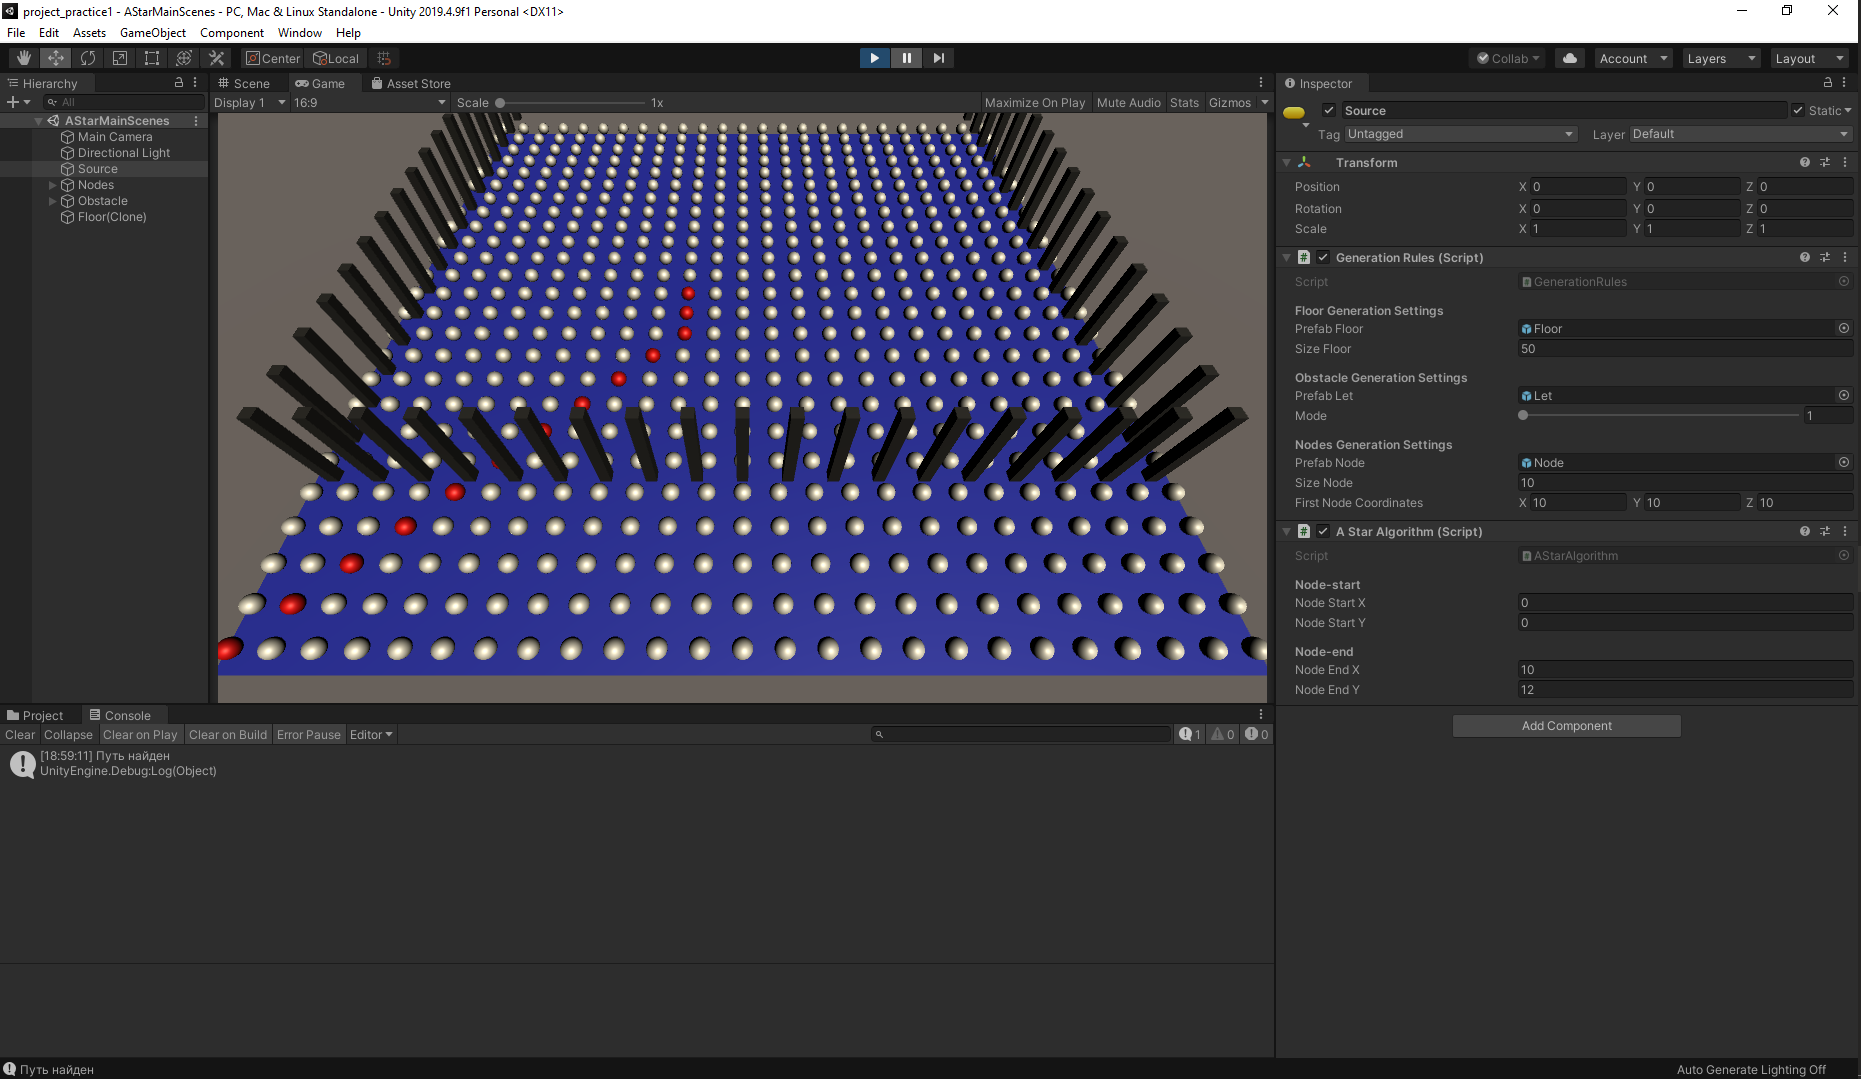 project_practice1 - AStarMainScenes - PC, Mac & Linux Standalone - Unity 2019.4.9f1 Personal <DX11>
File Edit Assets GameObject Component Window Help
Center Local Collab Account Layers Layout
Hierarchy
All
AStarMainScenes
Main Camera
Directional Light
Source
Nodes
Obstacle
Floor(Clone)
Scene Game Asset Store
Display 1 16:9 Scale 1x Maximize On Play Mute Audio Stats Gizmos
Inspector
Source Static
Tag Untagged Layer Default
Transform
Position X 0 Y 0 Z 0
Rotation X 0 Y 0 Z 0
Scale X 1 Y 1 Z 1
# Generation Rules (Script)
Script GenerationRules
Floor Generation Settings
Prefab Floor Floor
Size Floor 50
Obstacle Generation Settings
Prefab Let Let
Mode 1
Nodes Generation Settings
Prefab Node Node
Size Node 10
First Node Coordinates X 10 Y 10 Z 10
# A Star Algorithm (Script)
Script AStarAlgorithm
Node-start
Node Start X 0
Node Start Y 0
Node-end
Node End X 10
Node End Y 12
Add Component
Project Console
Clear Collapse Clear on Play Clear on Build Error Pause Editor 1 0 0
[18:59:11] Путь найден
UnityEngine.Debug:Log(Object)
Путь найден
Auto Generate Lighting Off